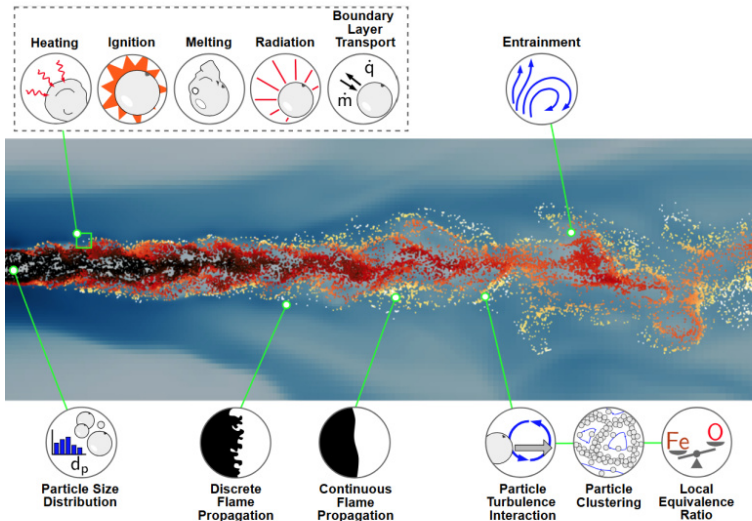 Heating
Ignition
Melting
Radiation
Boundary
Layer
Transport
q̇
ṁ
Entrainment
dp
Particle Size
Distribution
Discrete
Flame
Propagation
Continuous
Flame
Propagation
Particle
Turbulence
Interaction
Particle
Clustering
Fe
O
Local
Equivalence
Ratio